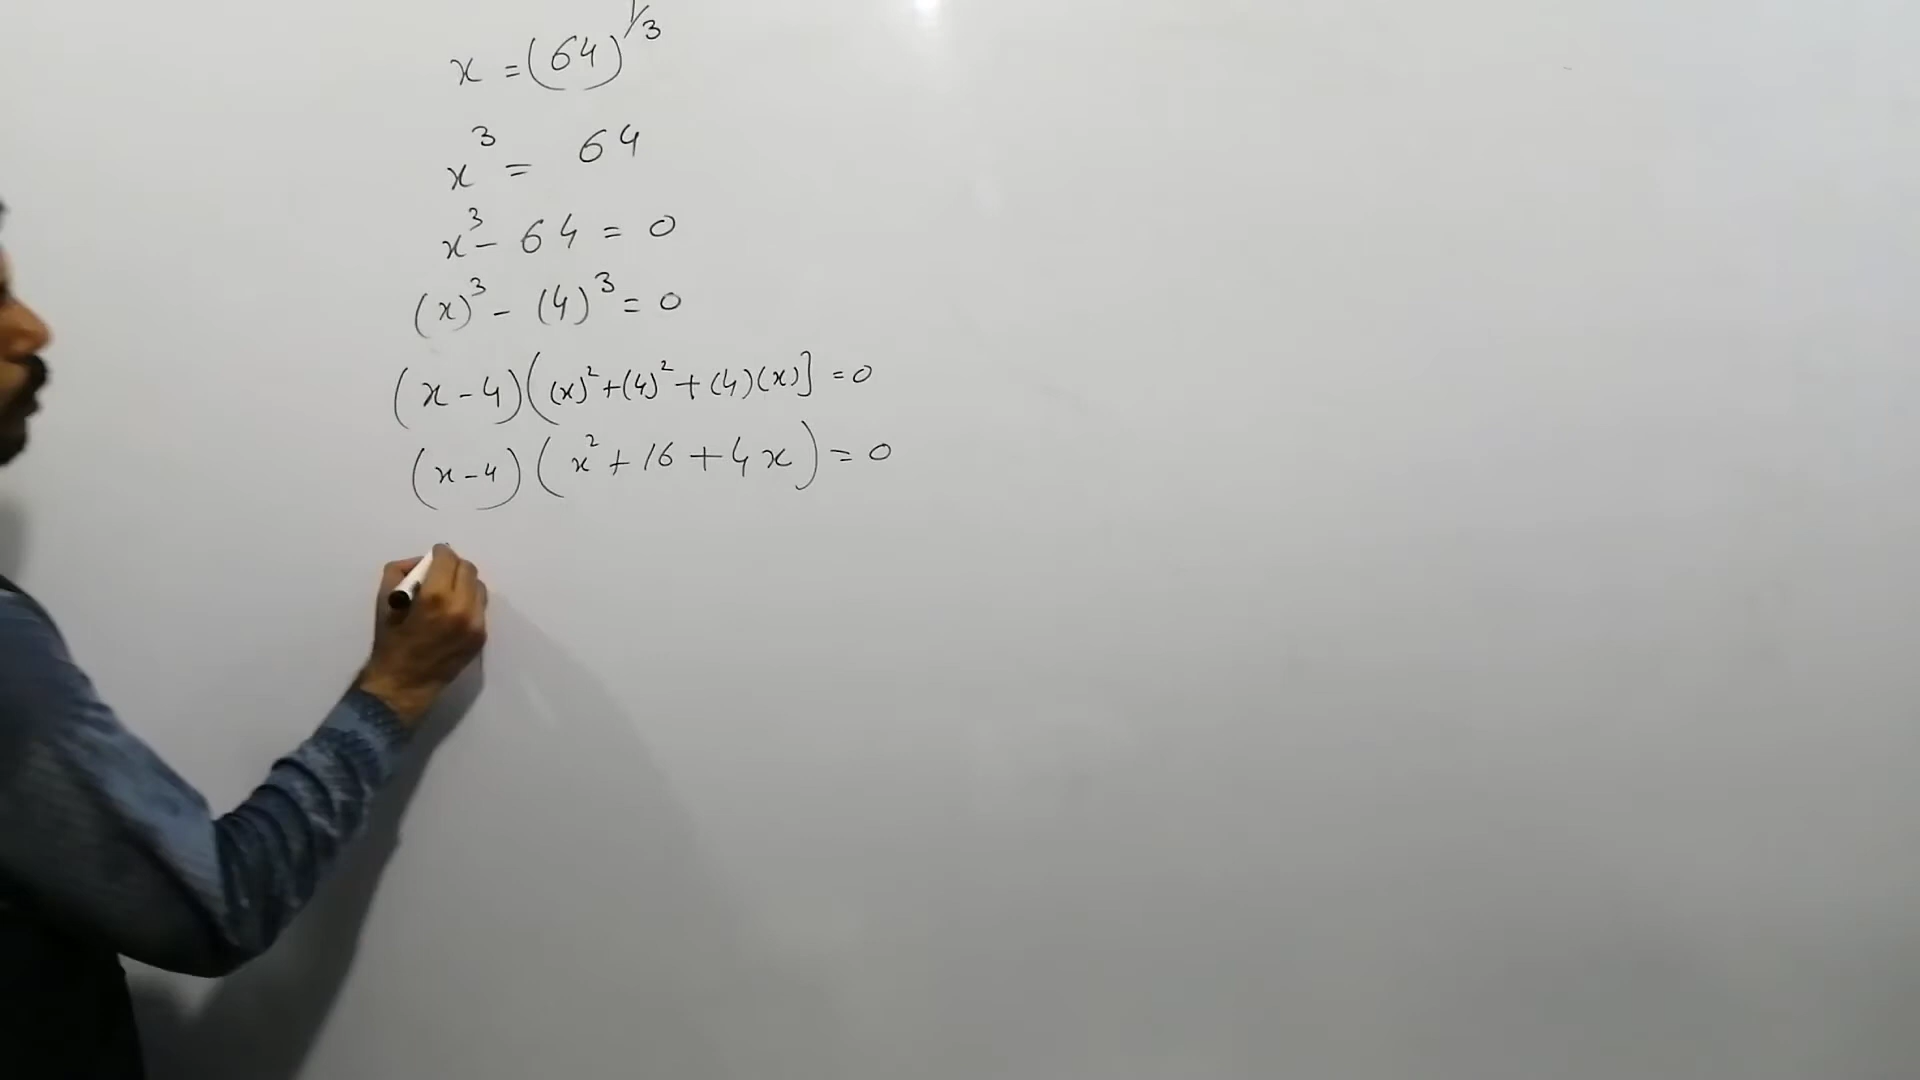 x = (64)^1/3
x^3 = 64
x^3 - 64 = 0
(x)^3 - (4)^3 = 0
(x - 4)((x)^2 + (4)^2 + (4)(x)] = 0
(x - 4)(x^2 + 16 + 4x) = 0